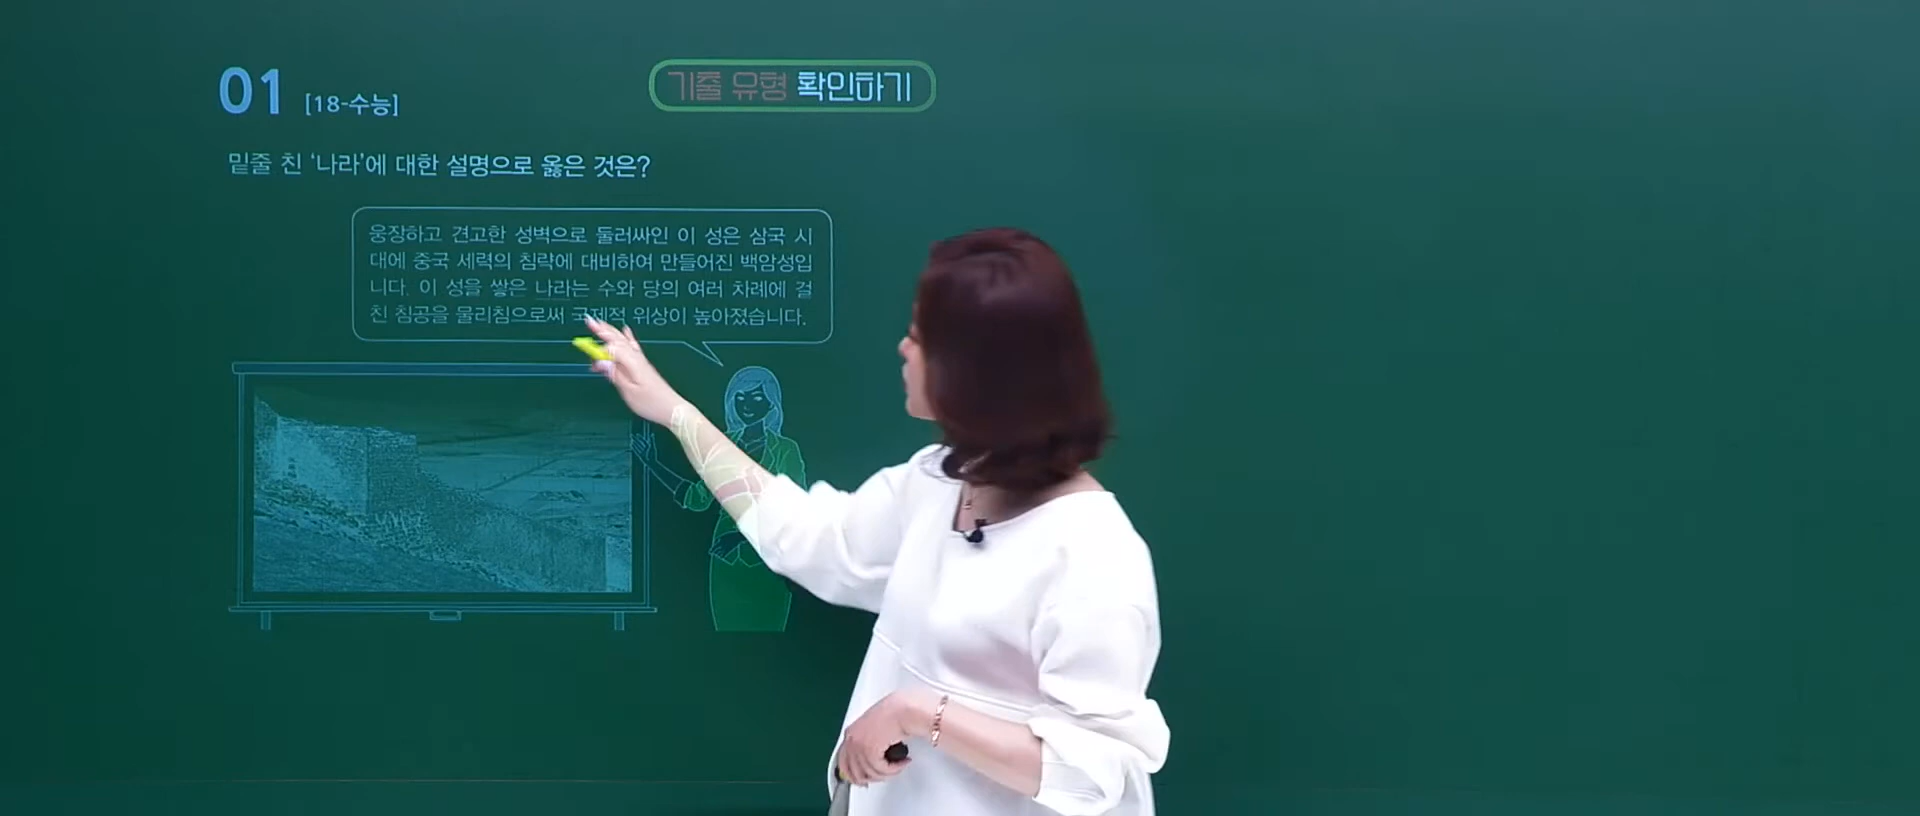 01 [18-수능]
기출 유형 확인하기
밑줄 친 ‘나라’에 대한 설명으로 옳은 것은?
웅장하고 견고한 성벽으로 둘러싸인 이 성은 삼국 시
대에 중국 세력의 침략에 대비하여 만들어진 백암성입
니다. 이 성을 쌓은 나라는 수와 당의 여러 차례에 걸
친 침공을 물리침으로써 국제적 위상이 높아졌습니다.